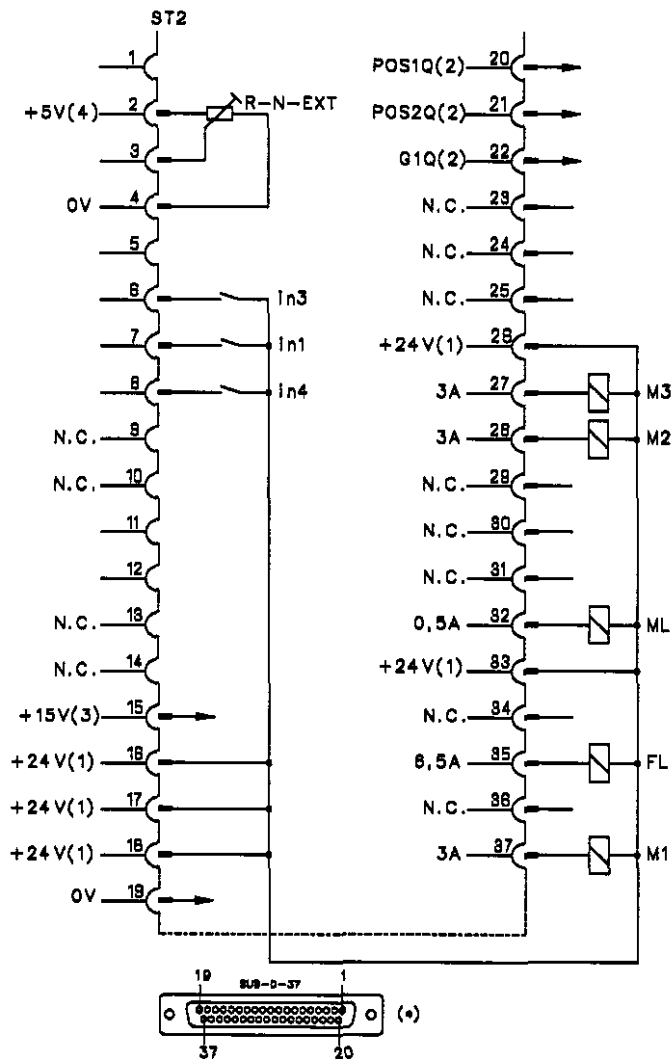 ST2
1
+5V(4) 2 R-N-EXT
3
0V 4
5
6 in3
7 in1
8 in4
N.C. 9
N.C. 10
11
12
N.C. 13
N.C. 14
+15V(3) 15
+24V(1) 16
+24V(1) 17
+24V(1) 18
0V 19
POS1Q(2) 20
POS2Q(2) 21
G1Q(2) 22
N.C. 23
N.C. 24
N.C. 25
+24V(1) 26
3A 27 M3
3A 28 M2
N.C. 29
N.C. 30
N.C. 31
0,5A 32 ML
+24V(1) 33
N.C. 34
6,5A 35 FL
N.C. 36
3A 37 M1
19 SUB-D-37 1
(*)
37 20